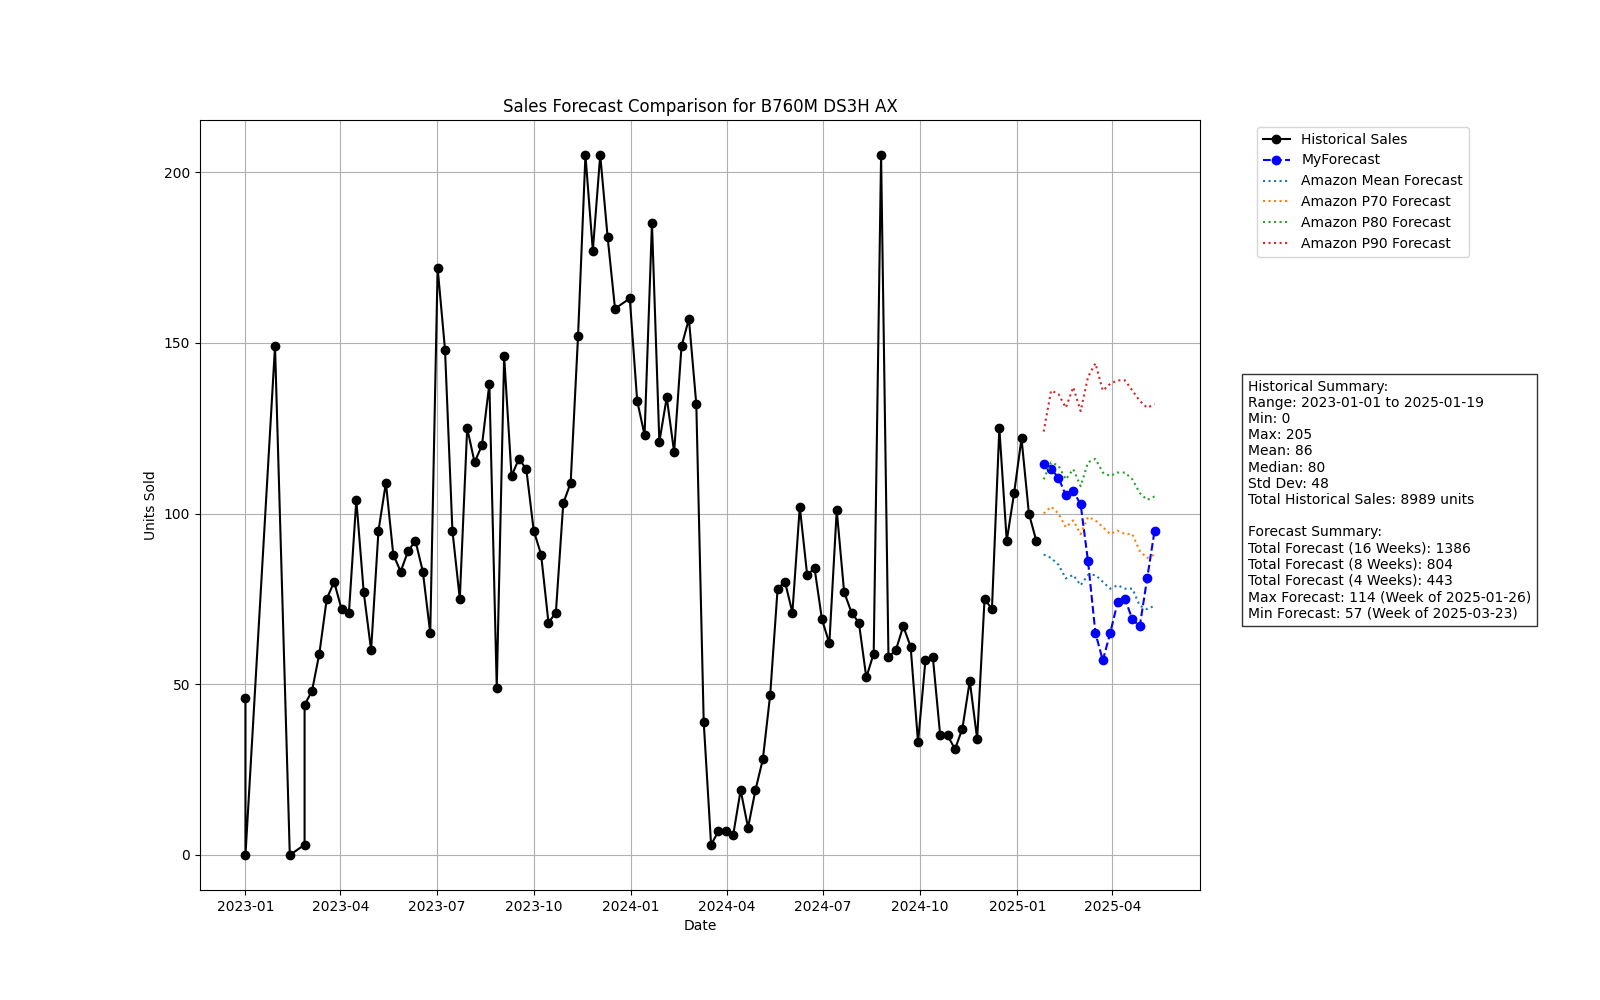 Sales Forecast Comparison for B760M DS3H AX
Historical Sales
MyForecast
Amazon Mean Forecast
Amazon P70 Forecast
Amazon P80 Forecast
Amazon P90 Forecast
200
150
100
50
0
Units Sold
Historical Summary:
Range: 2023-01-01 to 2025-01-19
Min: 0
Max: 205
Mean: 86
Median: 80
Std Dev: 48
Total Historical Sales: 8989 units
Forecast Summary:
Total Forecast (16 Weeks): 1386
Total Forecast (8 Weeks): 804
Total Forecast (4 Weeks): 443
Max Forecast: 114 (Week of 2025-01-26)
Min Forecast: 57 (Week of 2025-03-23)
2023-01 2023-04 2023-07 2023-10 2024-01 2024-04 2024-07 2024-10 2025-01 2025-04
Date